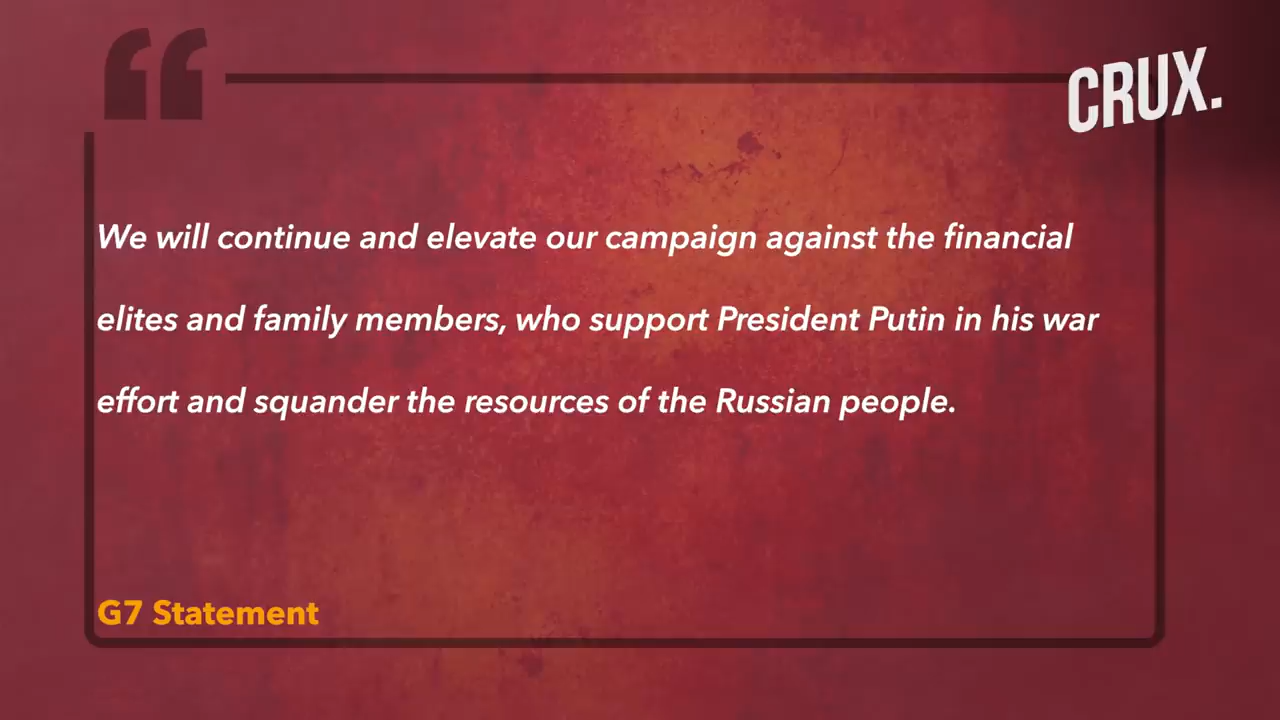 CRUX.
We will continue and elevate our campaign against the financial
elites and family members, who support President Putin in his war
effort and squander the resources of the Russian people.
G7 Statement